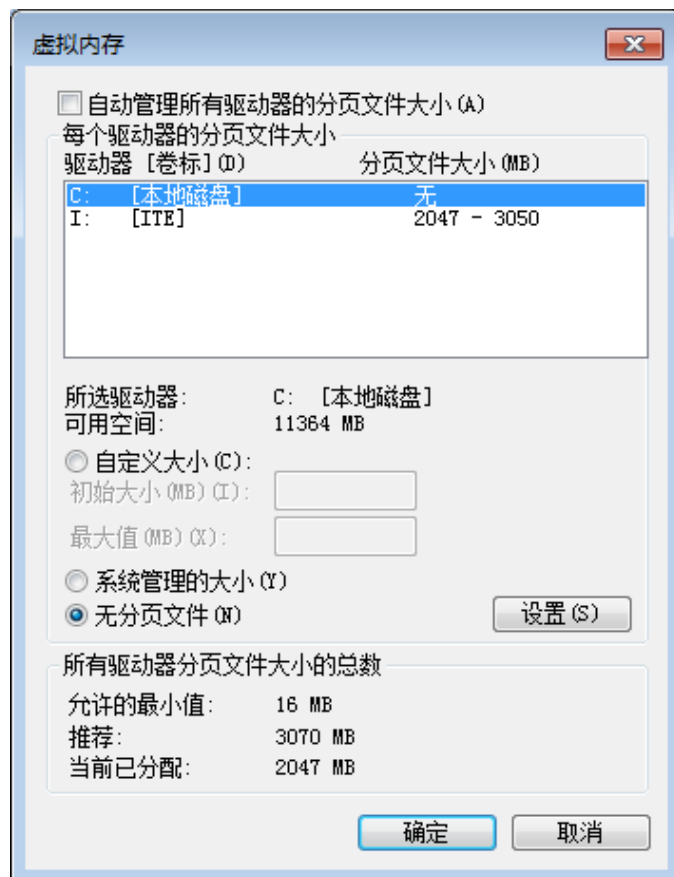 虚拟内存
自动管理所有驱动器的分页文件大小(A)
每个驱动器的分页文件大小
驱动器 [卷标](D) 分页文件大小(MB)
C: [本地磁盘] 无
I: [ITE] 2047 - 3050
所选驱动器: C: [本地磁盘]
可用空间: 11364 MB
自定义大小(C):
初始大小(MB)(I):
最大值(MB)(X):
系统管理的大小(Y)
无分页文件(N) 设置(S)
所有驱动器分页文件大小的总数
允许的最小值: 16 MB
推荐: 3070 MB
当前已分配: 2047 MB
确定 取消